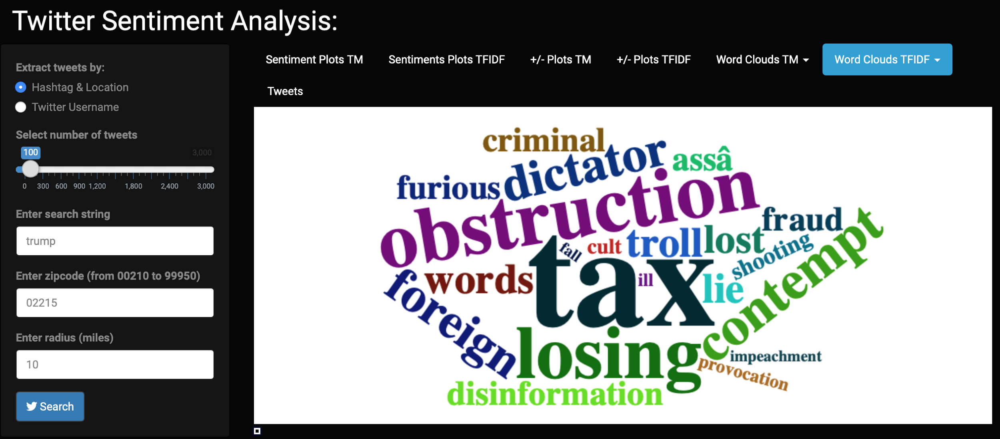 Twitter Sentiment Analysis:
Extract tweets by:
Hashtag & Location
Twitter Username
Select number of tweets
100
3,000
0 300 600 900 1,200 1,800 2,400 3,000
Enter search string
trump
Enter zipcode (from 00210 to 99950)
02215
Enter radius (miles)
10
Search
Sentiment Plots TM Sentiments Plots TFIDF +/- Plots TM +/- Plots TFIDF Word Clouds TM Word Clouds TFIDF
Tweets
criminal
dictator
assâ
furious
obstruction
fraud
troll
lost
cult
fall
shooting
contempt
words
tax
ill
lie
foreign
losing
impeachment
provocation
disinformation